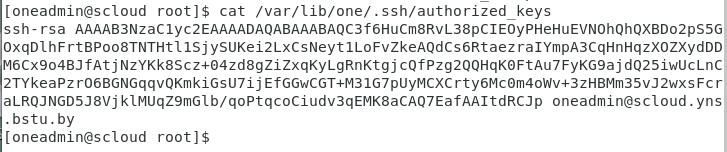 [oneadmin@scloud root]$ cat /var/lib/one/.ssh/authorized_keys
ssh-rsa AAAAB3NzaC1yc2EAAAADAQABAAABAQC3f6HuCm8RvL38pCIEOyPHeHuEVNOhQhQXBDo2pS5G
OxqDlhFrtBPoo8TNTHtl1SjySUKei2LxCsNeyt1LoFvZkeAQdCs6RtaezraIYmpA3CqHnHqzXOZXydDD
M6Cx9o4BJfAtjNzYKk8Scz+04zd8gZiZxqKyLgRnKtgjcQfPzg2QQHqK0FtAu7FyKG9ajdQ25iwUcLnC
2TYkeaPzrO6BGNGqqvQKmkiGsU7ijEfGGwCGT+M31G7pUyMCXCrty6Mc0m4oWv+3zHBMm35vJ2wxsFcr
aLRQJNGD5J8VjklMUqZ9mGlb/qoPtqcoCiudv3qEMK8aCAQ7EafAAItdRCJp oneadmin@scloud.yns
.bstu.by
[oneadmin@scloud root]$